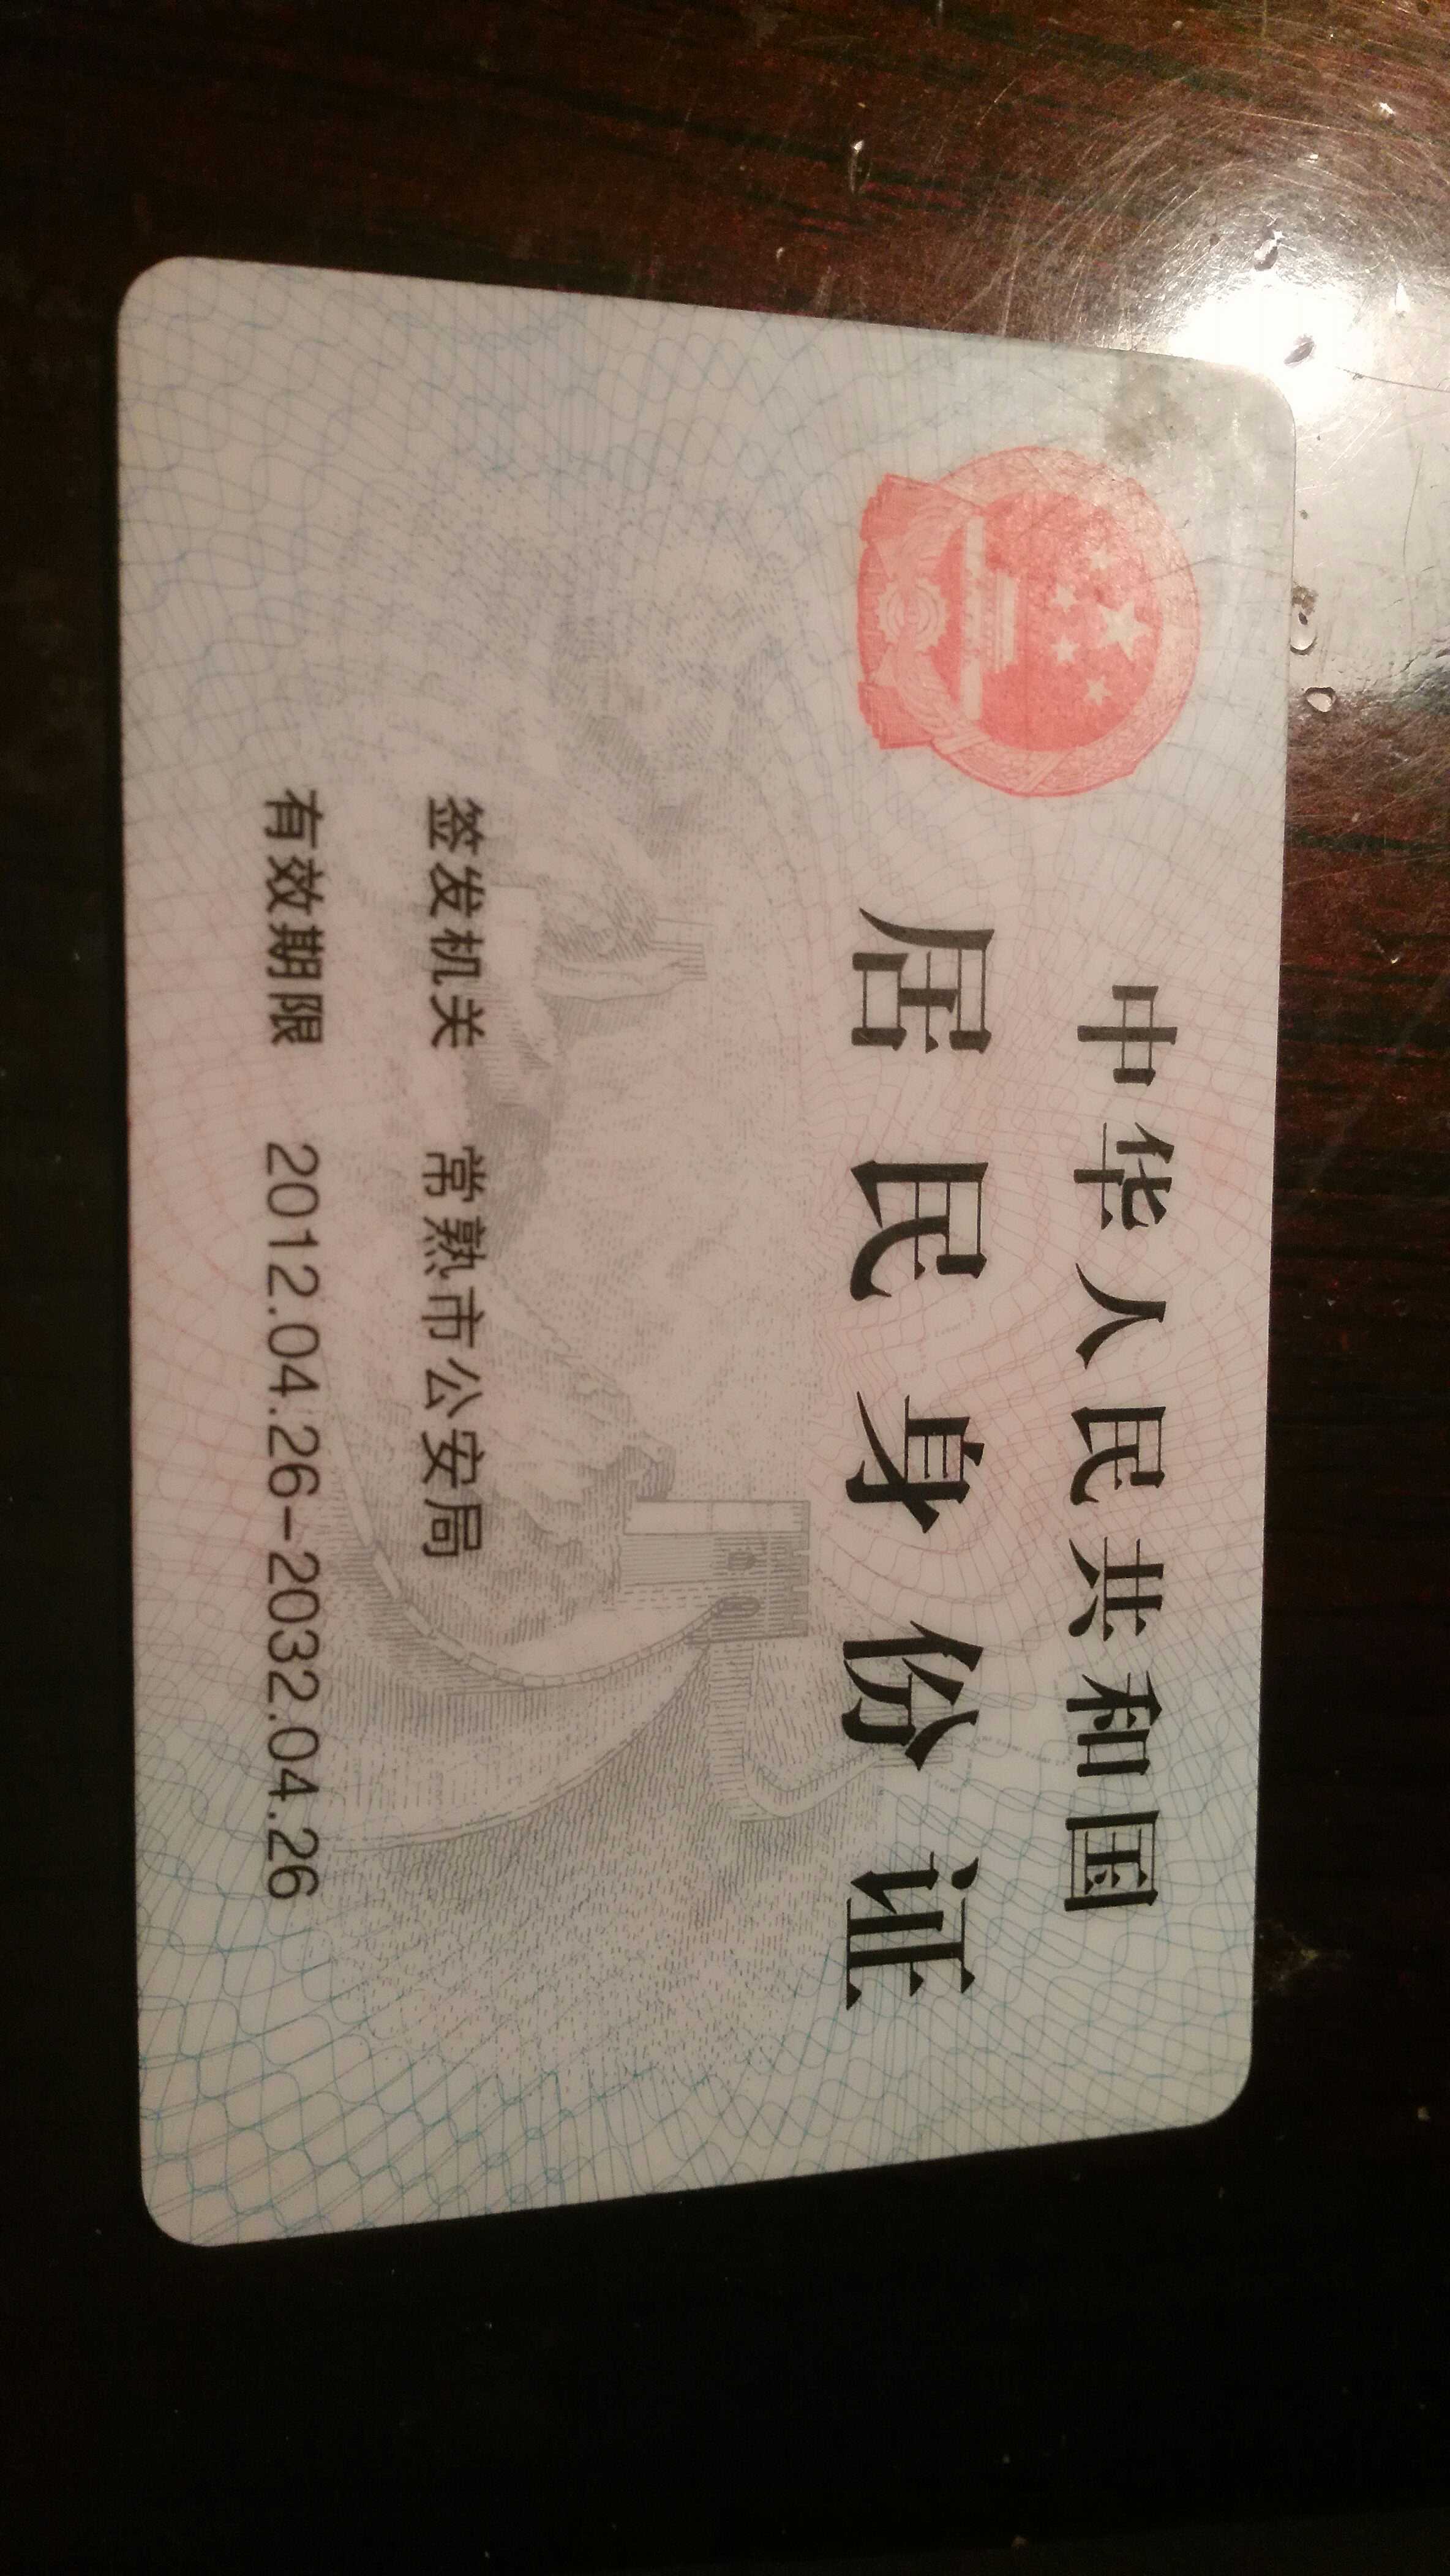 中华人民共和国
居民身份证
签发机关 常熟市公安局
有效期限 2012.04.26-2032.04.26